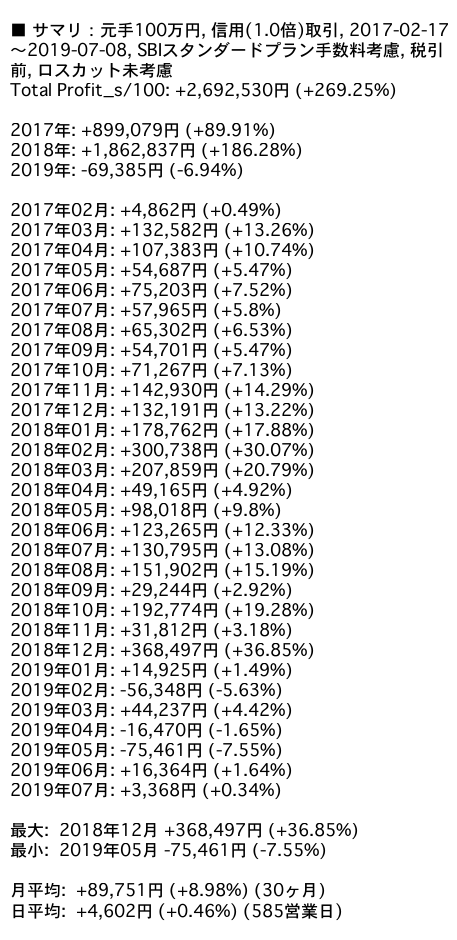 ■ サマリ : 元手100万円, 信用(1.0倍)取引, 2017-02-17
〜2019-07-08, SBIスタンダードプラン手数料考慮, 税引
前, ロスカット未考慮
Total Profit_s/100: +2,692,530円 (+269.25%)
2017年: +899,079円 (+89.91%)
2018年: +1,862,837円 (+186.28%)
2019年: -69,385円 (-6.94%)
2017年02月: +4,862円 (+0.49%)
2017年03月: +132,582円 (+13.26%)
2017年04月: +107,383円 (+10.74%)
2017年05月: +54,687円 (+5.47%)
2017年06月: +75,203円 (+7.52%)
2017年07月: +57,965円 (+5.8%)
2017年08月: +65,302円 (+6.53%)
2017年09月: +54,701円 (+5.47%)
2017年10月: +71,267円 (+7.13%)
2017年11月: +142,930円 (+14.29%)
2017年12月: +132,191円 (+13.22%)
2018年01月: +178,762円 (+17.88%)
2018年02月: +300,738円 (+30.07%)
2018年03月: +207,859円 (+20.79%)
2018年04月: +49,165円 (+4.92%)
2018年05月: +98,018円 (+9.8%)
2018年06月: +123,265円 (+12.33%)
2018年07月: +130,795円 (+13.08%)
2018年08月: +151,902円 (+15.19%)
2018年09月: +29,244円 (+2.92%)
2018年10月: +192,774円 (+19.28%)
2018年11月: +31,812円 (+3.18%)
2018年12月: +368,497円 (+36.85%)
2019年01月: +14,925円 (+1.49%)
2019年02月: -56,348円 (-5.63%)
2019年03月: +44,237円 (+4.42%)
2019年04月: -16,470円 (-1.65%)
2019年05月: -75,461円 (-7.55%)
2019年06月: +16,364円 (+1.64%)
2019年07月: +3,368円 (+0.34%)
最大: 2018年12月 +368,497円 (+36.85%)
最小: 2019年05月 -75,461円 (-7.55%)
月平均: +89,751円 (+8.98%) (30ヶ月)
日平均: +4,602円 (+0.46%) (585営業日)